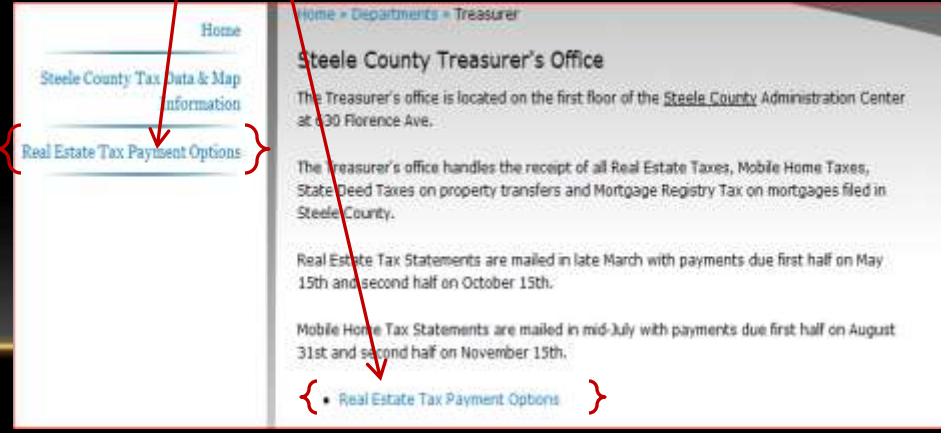 Home
Steele County Tax Data & Map
Information
Real Estate Tax Payment Options
Home » Departments » Treasurer
Steele County Treasurer's Office
The Treasurer's office is located on the first floor of the Steele County Administration Center
at 630 Florence Ave.
The Treasurer's office handles the receipt of all Real Estate Taxes, Mobile Home Taxes,
State Deed Taxes on property transfers and Mortgage Registry Tax on mortgages filed in
Steele County.
Real Estate Tax Statements are mailed in late March with payments due first half on May
15th and second half on October 15th.
Mobile Home Tax Statements are mailed in mid-July with payments due first half on August
31st and second half on November 15th.
• Real Estate Tax Payment Options